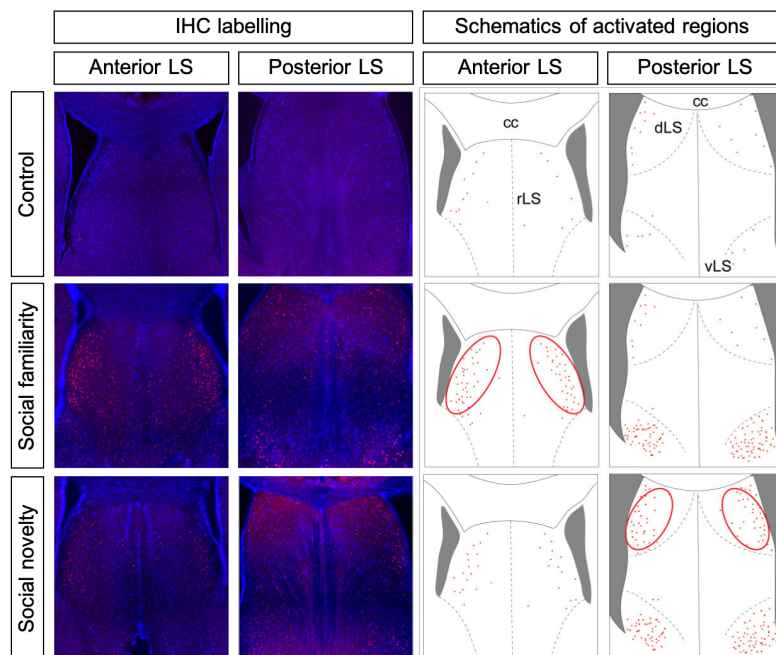 IHC labelling
Schematics of activated regions
Anterior LS
Posterior LS
Anterior LS
Posterior LS
Control
cc
rLS
cc
dLS
vLS
Social familiarity
Social novelty